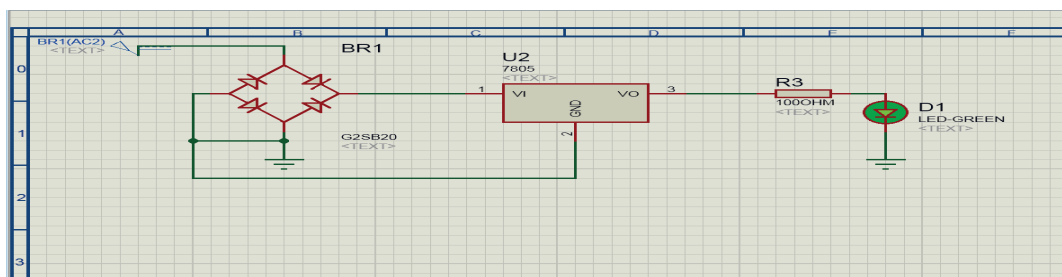 A B C D E F
BR1(AC2)
<TEXT>
BR1
G2SB20
<TEXT>
U2
7805
<TEXT>
1 VI VO 3
GND
2
R3
100OHM
<TEXT>
D1
LED-GREEN
<TEXT>
0
1
2
3